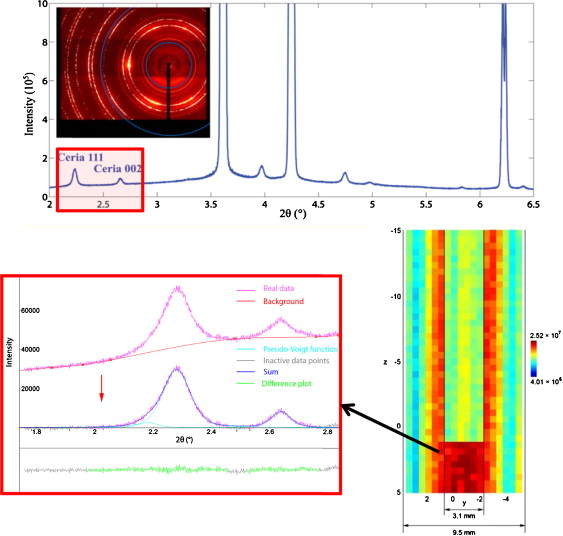 10
8
6
4
2
0
Intensity (10⁵)
Ceria 111
Ceria 002
2 2.5 3 3.5 4 4.5 5 5.5 6 6.5
2θ (°)
Real data
Background
Pseudo-Voigt function
Inactive data points
Sum
Difference plot
60000
40000
20000
0
Intensity
1.8 2 2.2 2.4 2.6 2.8
2θ (°)
-15
-10
-5
0
5
z
2 0 y -2 -4
3.1 mm
9.5 mm
2.52 × 10⁷
4.01 × 10⁶